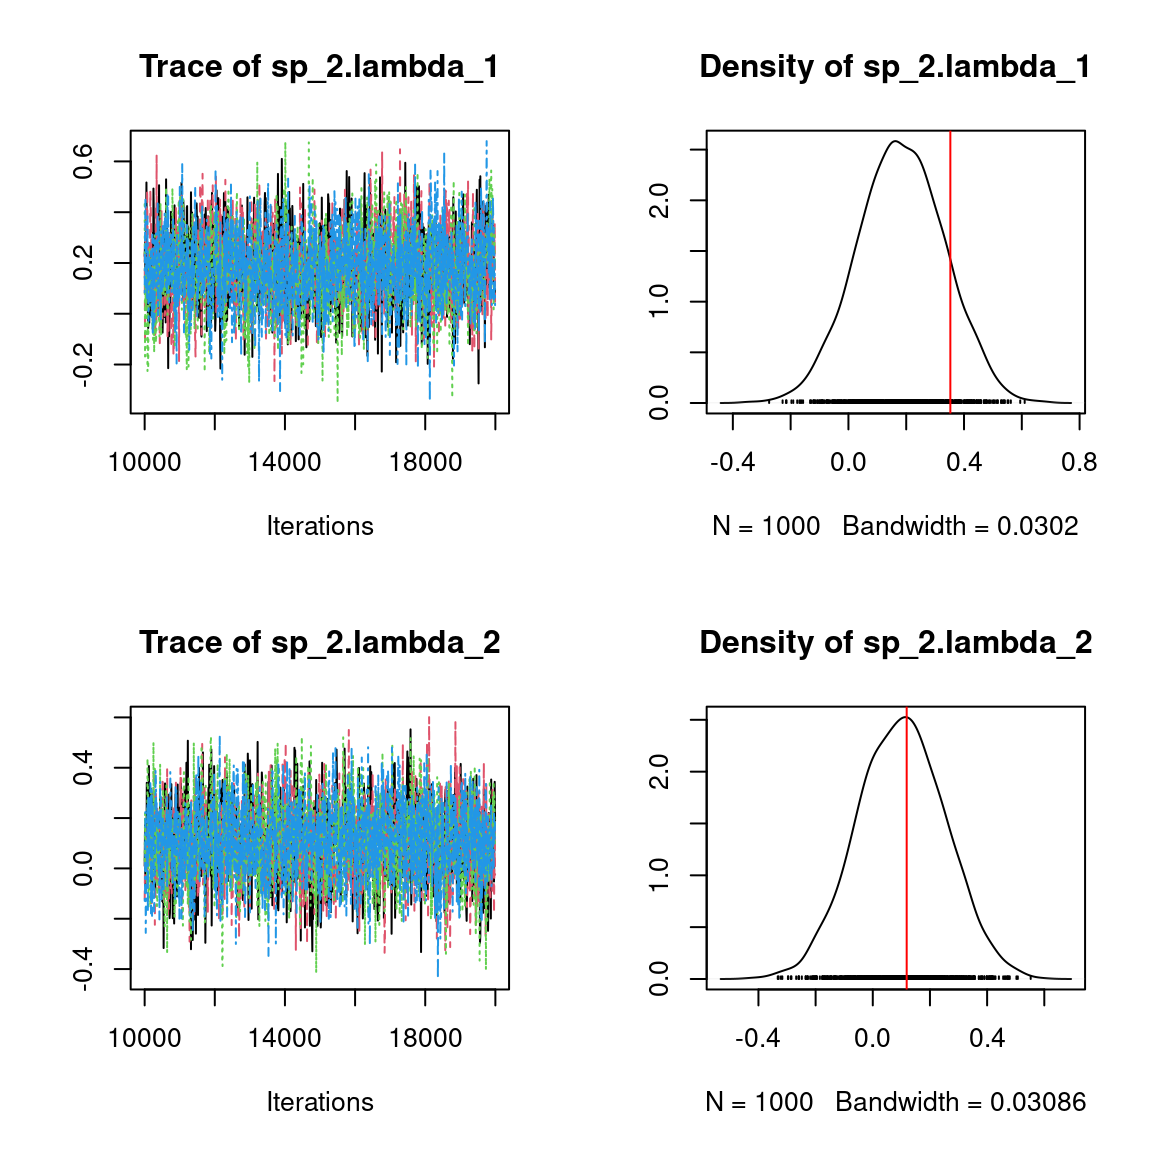 Trace of sp_2.lambda_1
0.6
0.2
-0.2
10000 14000 18000
Iterations
Density of sp_2.lambda_1
2.0
1.0
0.0
-0.4 0.0 0.4 0.8
N = 1000 Bandwidth = 0.0302
Trace of sp_2.lambda_2
0.4
0.0
-0.4
10000 14000 18000
Iterations
Density of sp_2.lambda_2
2.0
1.0
0.0
-0.4 0.0 0.4
N = 1000 Bandwidth = 0.03086